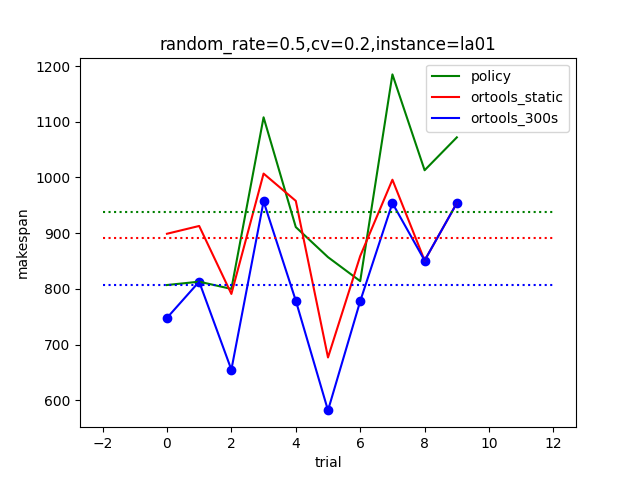 random_rate=0.5,cv=0.2,instance=la01
policy
ortools_static
ortools_300s
makespan
1200
1100
1000
900
800
700
600
−2
0
2
4
6
8
10
12
trial